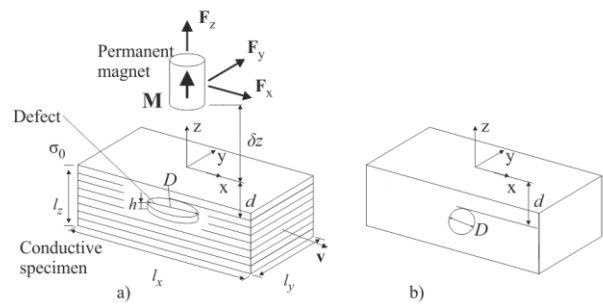 F_z
Permanent
magnet
F_y
F_x
M
Defect
z
δz
σ_0
y
x
D
d
h
l_z
Conductive
specimen
v
l_x
l_y
a)
z
y
x
d
D
b)